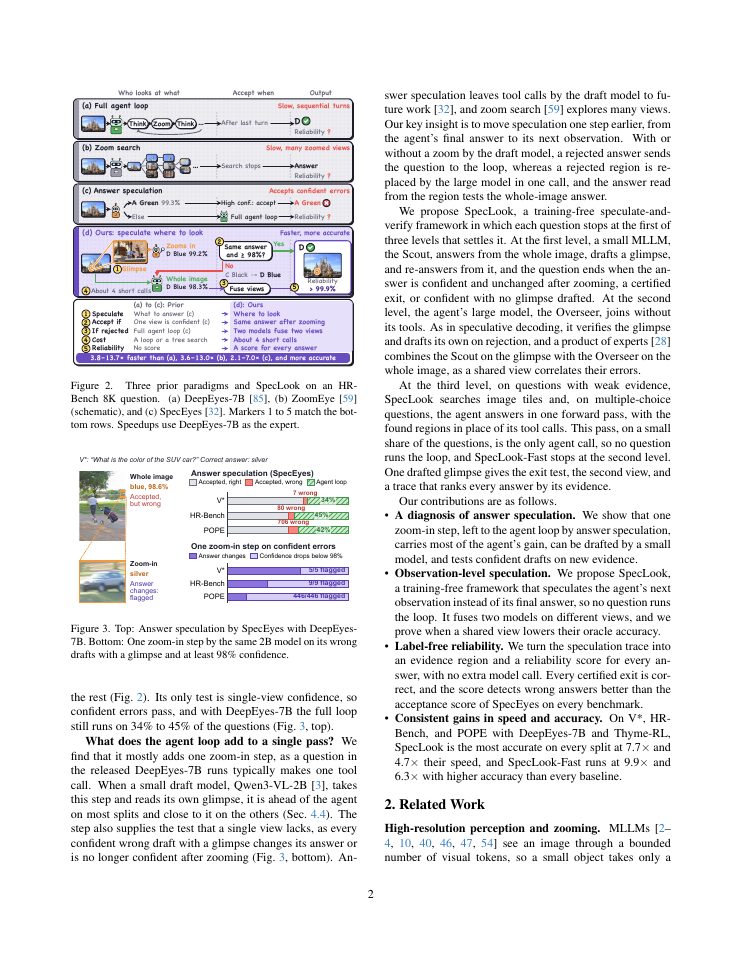 Who looks at what Accept when Output
(a) Full agent loop Slow, sequential turns
Think Zoom Think ... After last turn D
Reliability ?
(b) Zoom search Slow, many zoomed views
... Search stops Answer
Reliability ?
(c) Answer speculation Accepts confident errors
A Green 99.3% High conf.: accept A Green
Else Full agent loop Reliability ?
(d) Ours: speculate where to look Faster, more accurate
Zooms in
D Blue 99.2%
1 Glimpse
2 Same answer
and ≥ 98%?
Yes
D
No
C Black → D Blue
Whole image
D Blue 98.3%
3 Fuse views
4 About 4 short calls
5
Reliability
> 99.9%
(a) to (c): Prior (d): Ours
1 Speculate What to answer (c) → Where to look
2 Accept if One view is confident (c) → Same answer after zooming
3 If rejected Full agent loop (c) → Two models fuse two views
4 Cost A loop or a tree search → About 4 short calls
5 Reliability No score → A score for every answer
3.8–13.7× faster than (a), 3.6–13.0× (b), 2.1–7.0× (c), and more accurate
Figure 2. Three prior paradigms and SpecLook on an HR-
Bench 8K question. (a) DeepEyes-7B [85], (b) ZoomEye [59]
(schematic), and (c) SpecEyes [32]. Markers 1 to 5 match the bot-
tom rows. Speedups use DeepEyes-7B as the expert.
V*: “What is the color of the SUV car?” Correct answer: silver
Whole image
blue, 98.6%
Accepted,
but wrong
Zoom-in
silver
Answer
changes:
flagged
Answer speculation (SpecEyes)
Accepted, right Accepted, wrong Agent loop
7 wrong
V* 34%
80 wrong
HR-Bench 45%
706 wrong
POPE 42%
One zoom-in step on confident errors
Answer changes Confidence drops below 98%
V* 5/5 flagged
HR-Bench 9/9 flagged
POPE 446/446 flagged
Figure 3. Top: Answer speculation by SpecEyes with DeepEyes-
7B. Bottom: One zoom-in step by the same 2B model on its wrong
drafts with a glimpse and at least 98% confidence.
the rest (Fig. 2). Its only test is single-view confidence, so
confident errors pass, and with DeepEyes-7B the full loop
still runs on 34% to 45% of the questions (Fig. 3, top).
What does the agent loop add to a single pass? We
find that it mostly adds one zoom-in step, as a question in
the released DeepEyes-7B runs typically makes one tool
call. When a small draft model, Qwen3-VL-2B [3], takes
this step and reads its own glimpse, it is ahead of the agent
on most splits and close to it on the others (Sec. 4.4). The
step also supplies the test that a single view lacks, as every
confident wrong draft with a glimpse changes its answer or
is no longer confident after zooming (Fig. 3, bottom). An-
swer speculation leaves tool calls by the draft model to fu-
ture work [32], and zoom search [59] explores many views.
Our key insight is to move speculation one step earlier, from
the agent’s final answer to its next observation. With or
without a zoom by the draft model, a rejected answer sends
the question to the loop, whereas a rejected region is re-
placed by the large model in one call, and the answer read
from the region tests the whole-image answer.
We propose SpecLook, a training-free speculate-and-
verify framework in which each question stops at the first of
three levels that settles it. At the first level, a small MLLM,
the Scout, answers from the whole image, drafts a glimpse,
and re-answers from it, and the question ends when the an-
swer is confident and unchanged after zooming, a certified
exit, or confident with no glimpse drafted. At the second
level, the agent’s large model, the Overseer, joins without
its tools. As in speculative decoding, it verifies the glimpse
and drafts its own on rejection, and a product of experts [28]
combines the Scout on the glimpse with the Overseer on the
whole image, as a shared view correlates their errors.
At the third level, on questions with weak evidence,
SpecLook searches image tiles and, on multiple-choice
questions, the agent answers in one forward pass, with the
found regions in place of its tool calls. This pass, on a small
share of the questions, is the only agent call, so no question
runs the loop, and SpecLook-Fast stops at the second level.
One drafted glimpse gives the exit test, the second view, and
a trace that ranks every answer by its evidence.
Our contributions are as follows.
• A diagnosis of answer speculation. We show that one
zoom-in step, left to the agent loop by answer speculation,
carries most of the agent’s gain, can be drafted by a small
model, and tests confident drafts on new evidence.
• Observation-level speculation. We propose SpecLook,
a training-free framework that speculates the agent’s next
observation instead of its final answer, so no question runs
the loop. It fuses two models on different views, and we
prove when a shared view lowers their oracle accuracy.
• Label-free reliability. We turn the speculation trace into
an evidence region and a reliability score for every an-
swer, with no extra model call. Every certified exit is cor-
rect, and the score detects wrong answers better than the
acceptance score of SpecEyes on every benchmark.
• Consistent gains in speed and accuracy. On V*, HR-
Bench, and POPE with DeepEyes-7B and Thyme-RL,
SpecLook is the most accurate on every split at 7.7× and
4.7× their speed, and SpecLook-Fast runs at 9.9× and
6.3× with higher accuracy than every baseline.
2. Related Work
High-resolution perception and zooming. MLLMs [2–
4, 10, 40, 46, 47, 54] see an image through a bounded
number of visual tokens, so a small object takes only a
2